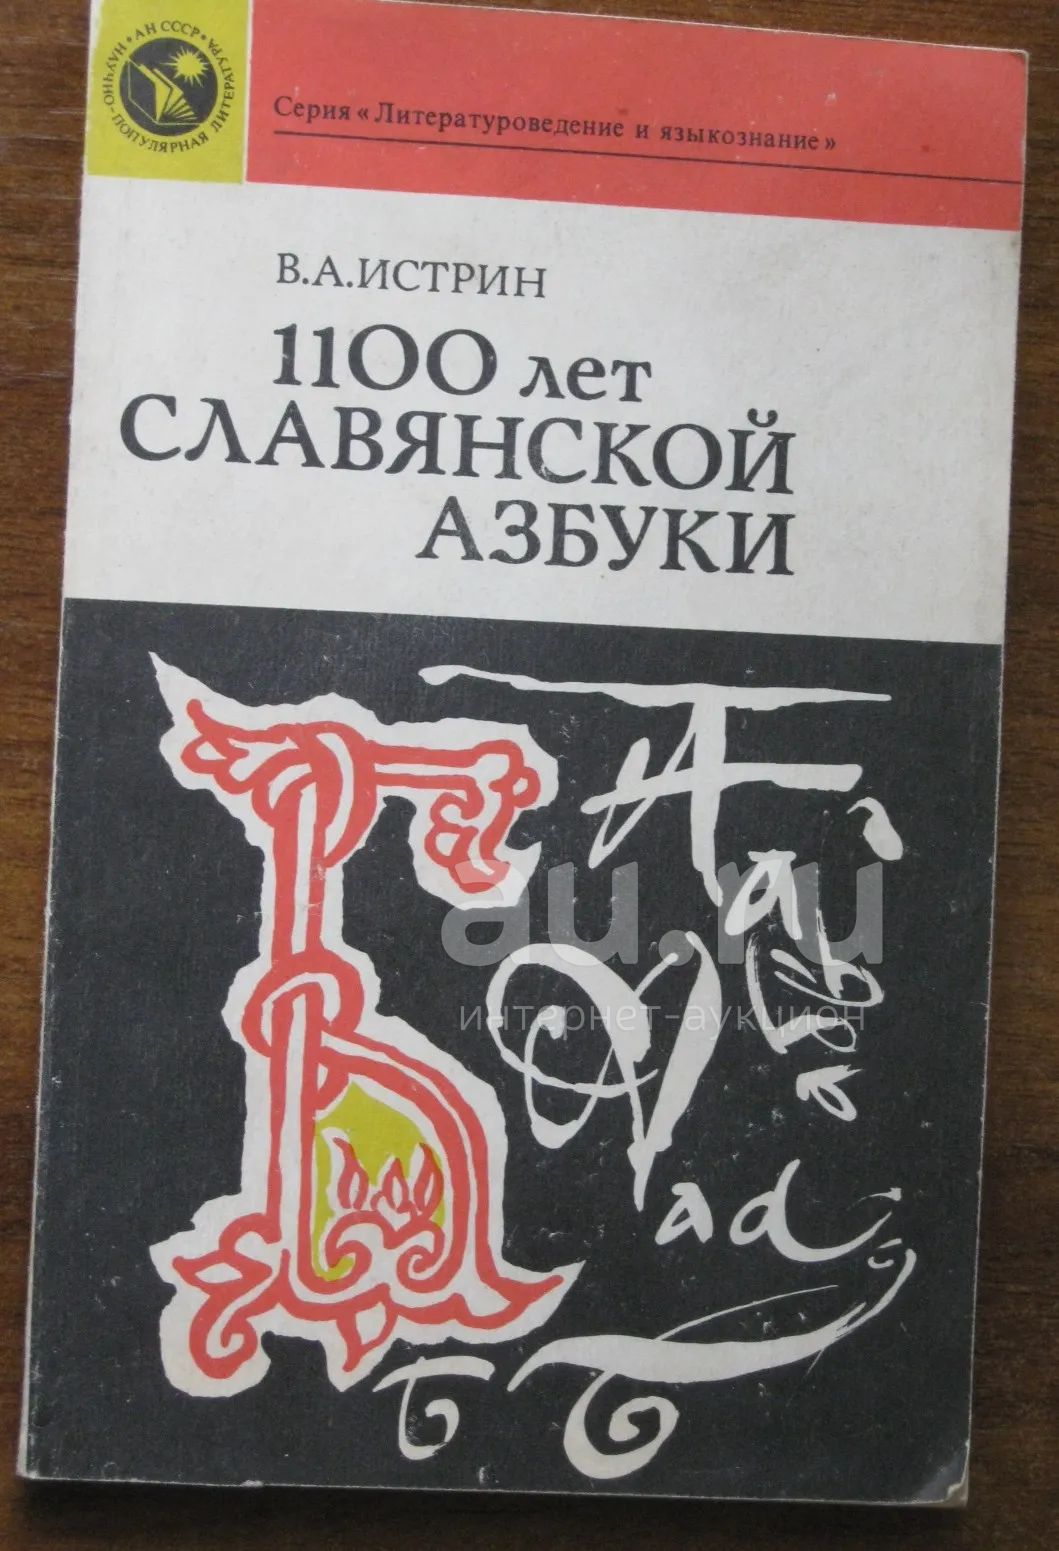 АН СССР • НАУЧНО-ПОПУЛЯРНАЯ ЛИТЕРАТУРА •
Серия «Литературоведение и языкознание»
В.А.ИСТРИН
1100 лет
СЛАВЯНСКОЙ
АЗБУКИ
au.ru
интернет-аукцион